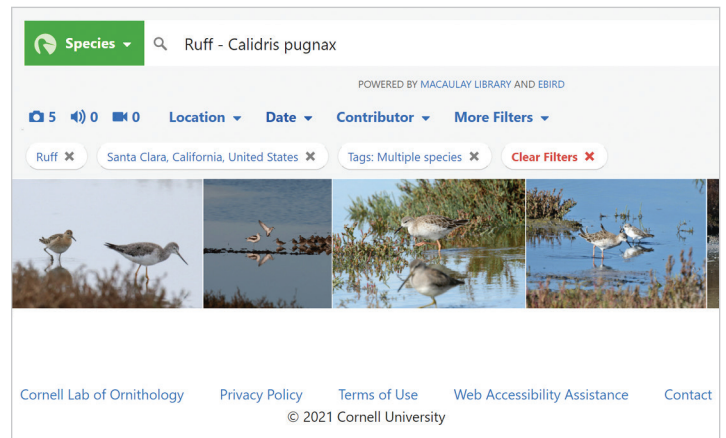 Species Ruff - Calidris pugnax
POWERED BY MACAULAY LIBRARY AND EBIRD
5 0 0 Location Date Contributor More Filters
Ruff Santa Clara, California, United States Tags: Multiple species Clear Filters
Cornell Lab of Ornithology Privacy Policy Terms of Use Web Accessibility Assistance Contact
© 2021 Cornell University